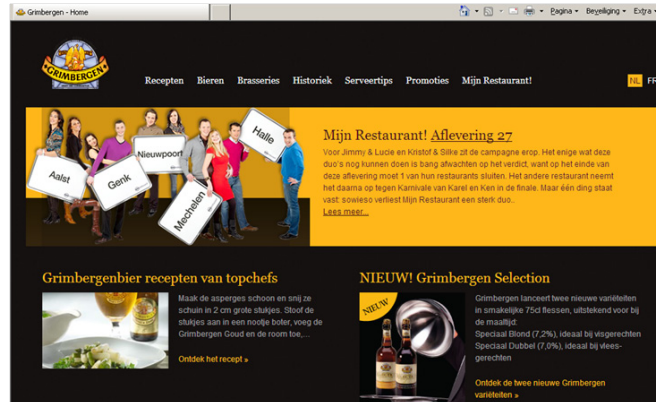 Grimbergen - Home
Pagina
Beveiliging
Extra
GRIMBERGEN
Recepten Bieren Brasseries Historiek Serveertips Promoties Mijn Restaurant!
NL FR
Aalst
Genk
Nieuwpoort
Mechelen
Halle
Mijn Restaurant! Aflevering 27
Voor Jimmy & Lucie en Kristof & Silke zit de campagne erop. Het enige wat deze
duo's nog kunnen doen is bang afwachten op het verdict, want op het einde van
deze aflevering moet 1 van hun restaurants sluiten. Het andere restaurant neemt
het daarna op tegen Karnivale van Karel en Ken in de finale. Maar één ding staat
vast: sowieso verliest Mijn Restaurant een sterk duo..
Lees meer...
Grimbergenbier recepten van topchefs
Maak de asperges schoon en snij ze
schuin in 2 cm grote stukjes. Stoof de
stukjes aan in een nootje boter, voeg de
Grimbergen Goud en de room toe,...
Ontdek het recept »
NIEUW! Grimbergen Selection
NIEUW
Grimbergen lanceert twee nieuwe variëteiten
in smakelijke 75cl flessen, uitstekend voor bij
de maaltijd:
Speciaal Blond (7,2%), ideaal bij visgerechten
Speciaal Dubbel (7,0%), ideaal bij vlees-
gerechten
Ontdek de twee nieuwe Grimbergen
variëteiten »